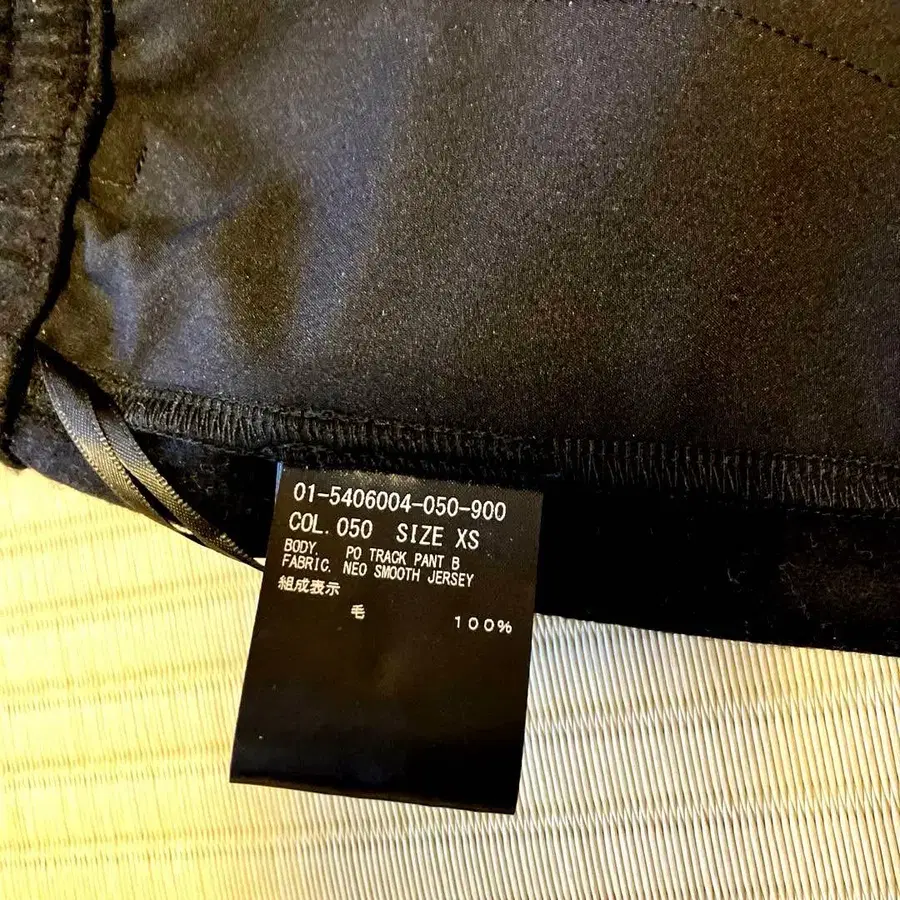 01-5406004-050-900
COL. 050 SIZE XS
BODY. PO TRACK PANT B
FABRIC. NEO SMOOTH JERSEY
組成表示
毛 100%